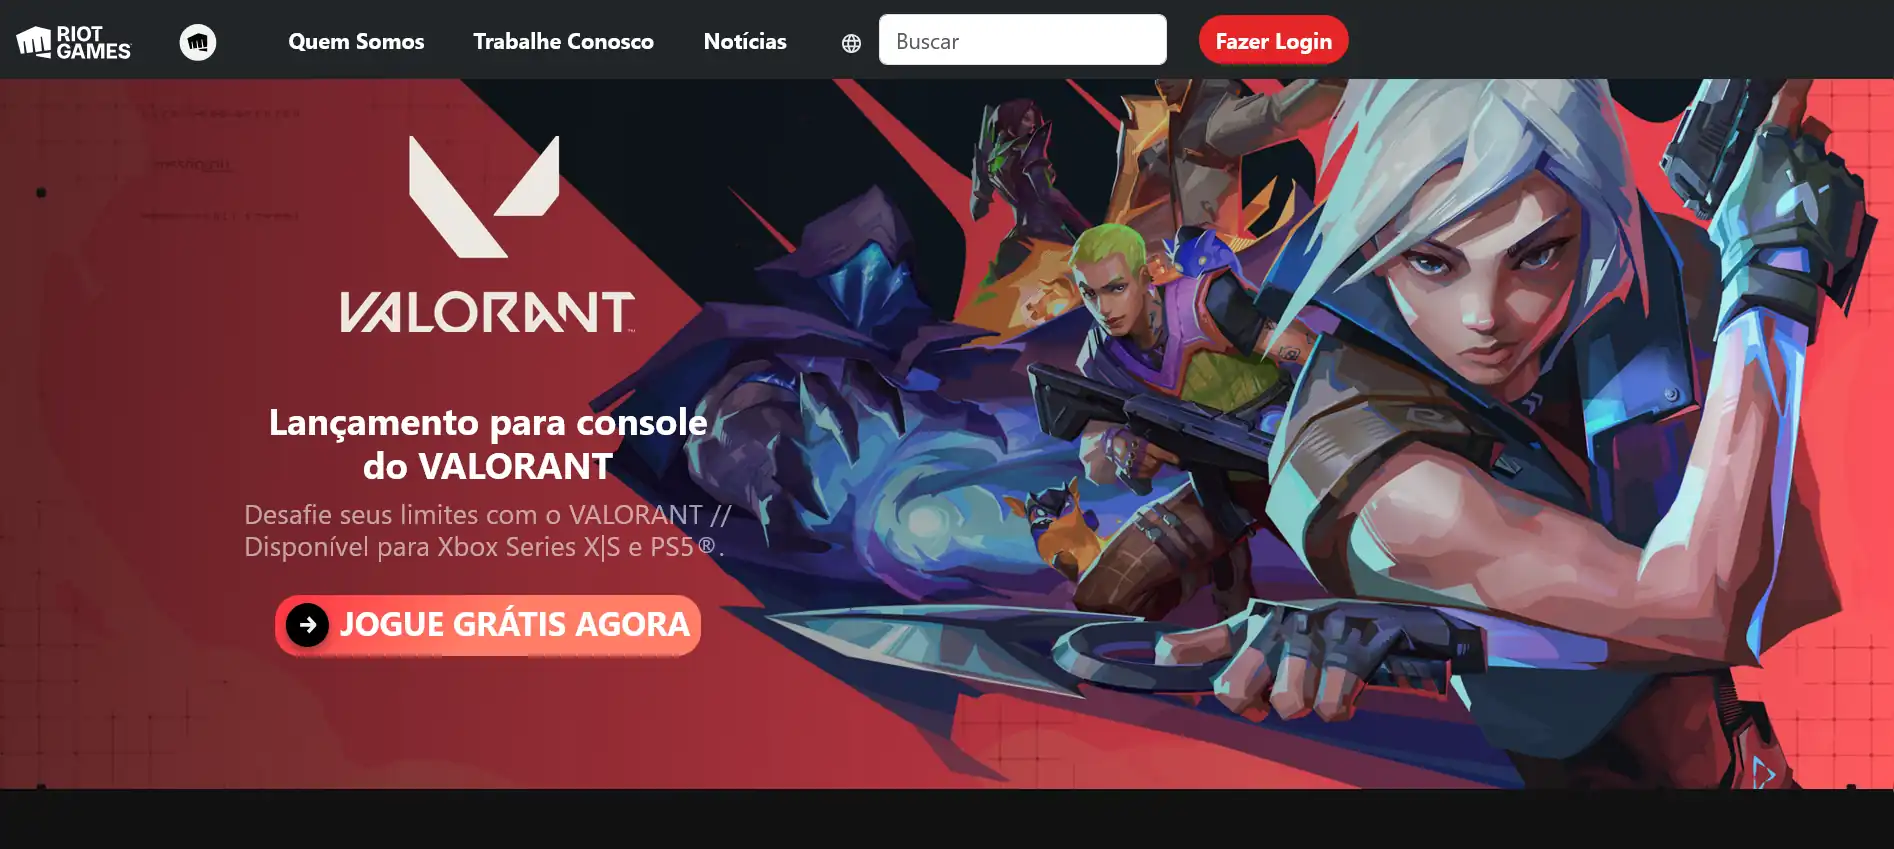 RIOT
GAMES
Quem Somos
Trabalhe Conosco
Notícias
Buscar
Fazer Login
VALORANT
Lançamento para console
do VALORANT
Desafie seus limites com o VALORANT //
Disponível para Xbox Series X|S e PS5®.
JOGUE GRÁTIS AGORA